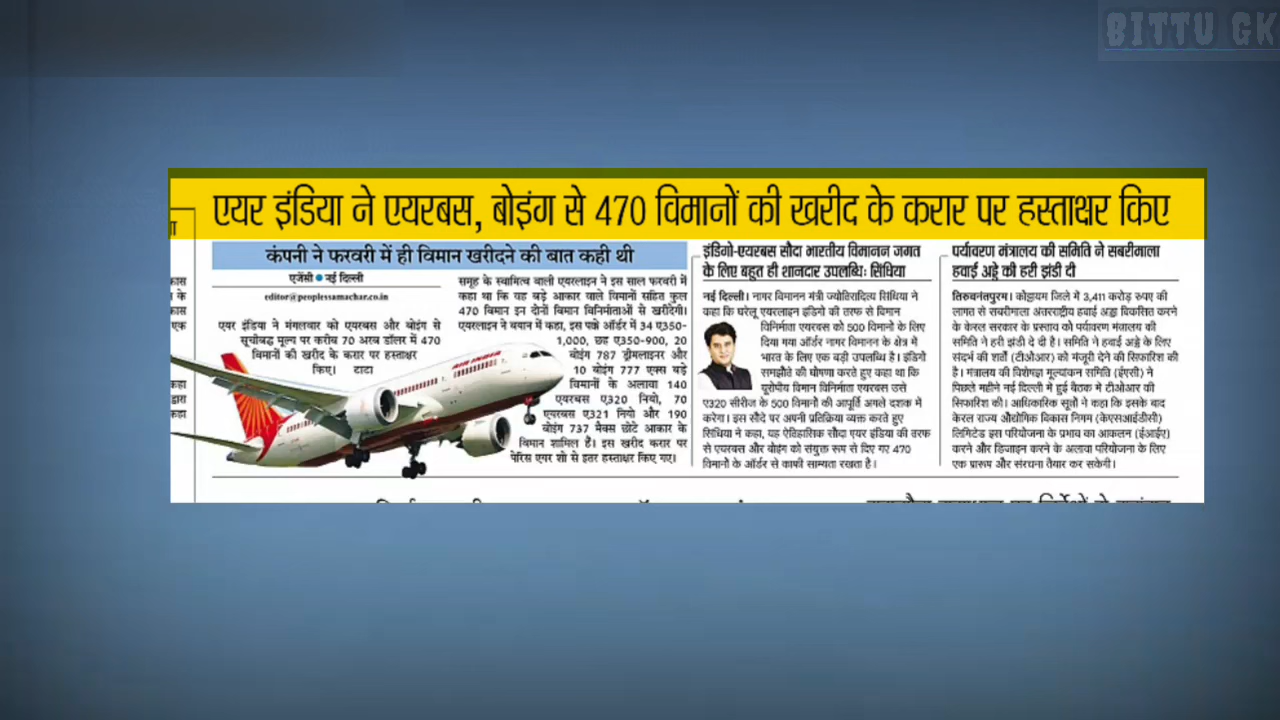 BITTU GK
एयर इंडिया ने एयरबस, बोइंग से 470 विमानों की खरीद के करार पर हस्ताक्षर किए
कंपनी ने फरवरी में ही विमान खरीदने की बात कही थी
एजेंसी ● नई दिल्ली
editor@peoplessamachar.co.in
एयर इंडिया ने मंगलवार को एयरबस और बोइंग से
सूचीबद्ध मूल्य पर करीब 70 अरब डॉलर में 470
विमानों की खरीद के करार पर हस्ताक्षर
किए। टाटा
समूह के स्वामित्व वाली एयरलाइन ने इस साल फरवरी में
कहा था कि यह बड़े आकार वाले विमानों सहित कुल
470 विमान इन दोनों विमान विनिर्माताओं से खरीदेगी।
एयरलाइन ने बयान में कहा, इस पक्के ऑर्डर में 34 ए350-
1,000, छह ए350-900, 20
बोइंग 787 ड्रीमलाइनर और
10 बोइंग 777 एक्स बड़े
विमानों के अलावा 140
एयरबस ए320 नियो, 70
एयरबस ए321 नियो और 190
बोइंग 737 मैक्स छोटे आकार के
विमान शामिल हैं। इस खरीद करार पर
पेरिस एयर शो से इतर हस्ताक्षर किए गए।
AIR INDIA
इंडिगो-एयरबस सौदा भारतीय विमानन जगत
के लिए बहुत ही शानदार उपलब्धि: सिंधिया
नई दिल्ली। नागर विमानन मंत्री ज्योतिरादित्य सिंधिया ने
कहा कि घरेलू एयरलाइन इंडिगो की तरफ से विमान
विनिर्माता एयरबस को 500 विमानों के लिए
दिया गया ऑर्डर नागर विमानन के क्षेत्र में
भारत के लिए एक बड़ी उपलब्धि है। इंडिगो
समझौते की घोषणा करते हुए कहा था कि
यूरोपीय विमान विनिर्माता एयरबस उसे
ए320 सीरीज के 500 विमानों की आपूर्ति अगले दशक में
करेगा। इस सौदे पर अपनी प्रतिक्रिया व्यक्त करते हुए
सिंधिया ने कहा, यह ऐतिहासिक सौदा एयर इंडिया की तरफ
से एयरबस और बोइंग को संयुक्त रूप से दिए गए 470
विमानों के ऑर्डर से काफी साम्यता रखता है।
पर्यावरण मंत्रालय की समिति ने सबरीमाला
हवाई अड्डे की हरी झंडी दी
तिरुवनंतपुरम। कोट्टायम जिले में 3,411 करोड़ रुपए की
लागत से सबरीमाला अंतरराष्ट्रीय हवाई अड्डा विकसित करने
के केरल सरकार के प्रस्ताव को पर्यावरण मंत्रालय की
समिति ने हरी झंडी दे दी है। समिति ने हवाई अड्डे के लिए
संदर्भ की शर्तों (टीओआर) को मंजूरी देने की सिफारिश की
है। मंत्रालय की विशेषज्ञ मूल्यांकन समिति (ईएसी) ने
पिछले महीने नई दिल्ली में हुई बैठक में टीओआर की
सिफारिश की। आधिकारिक सूत्रों ने कहा कि इसके बाद
केरल राज्य औद्योगिक विकास निगम (केएसआईडीसी)
लिमिटेड इस परियोजना के प्रभाव का आकलन (ईआईए)
करने और डिजाइन करने के अलावा परियोजना के लिए
एक प्रारूप और संरचना तैयार कर सकेगी।